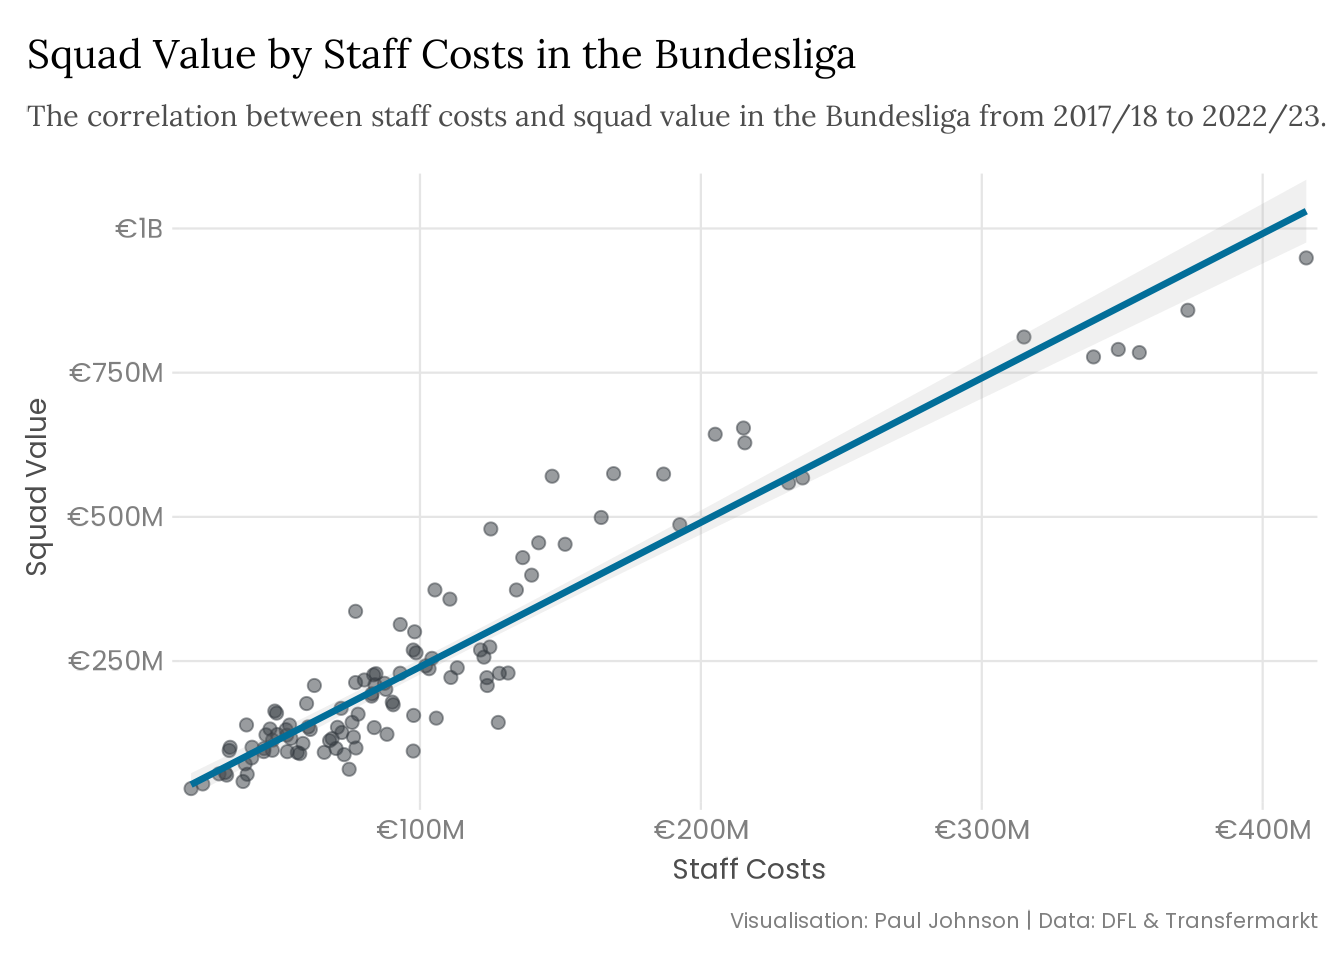 Squad Value by Staff Costs in the Bundesliga
The correlation between staff costs and squad value in the Bundesliga from 2017/18 to 2022/23.
€1B
€750M
€500M
€250M
Squad Value
€100M €200M €300M €400M
Staff Costs
Visualisation: Paul Johnson | Data: DFL & Transfermarkt